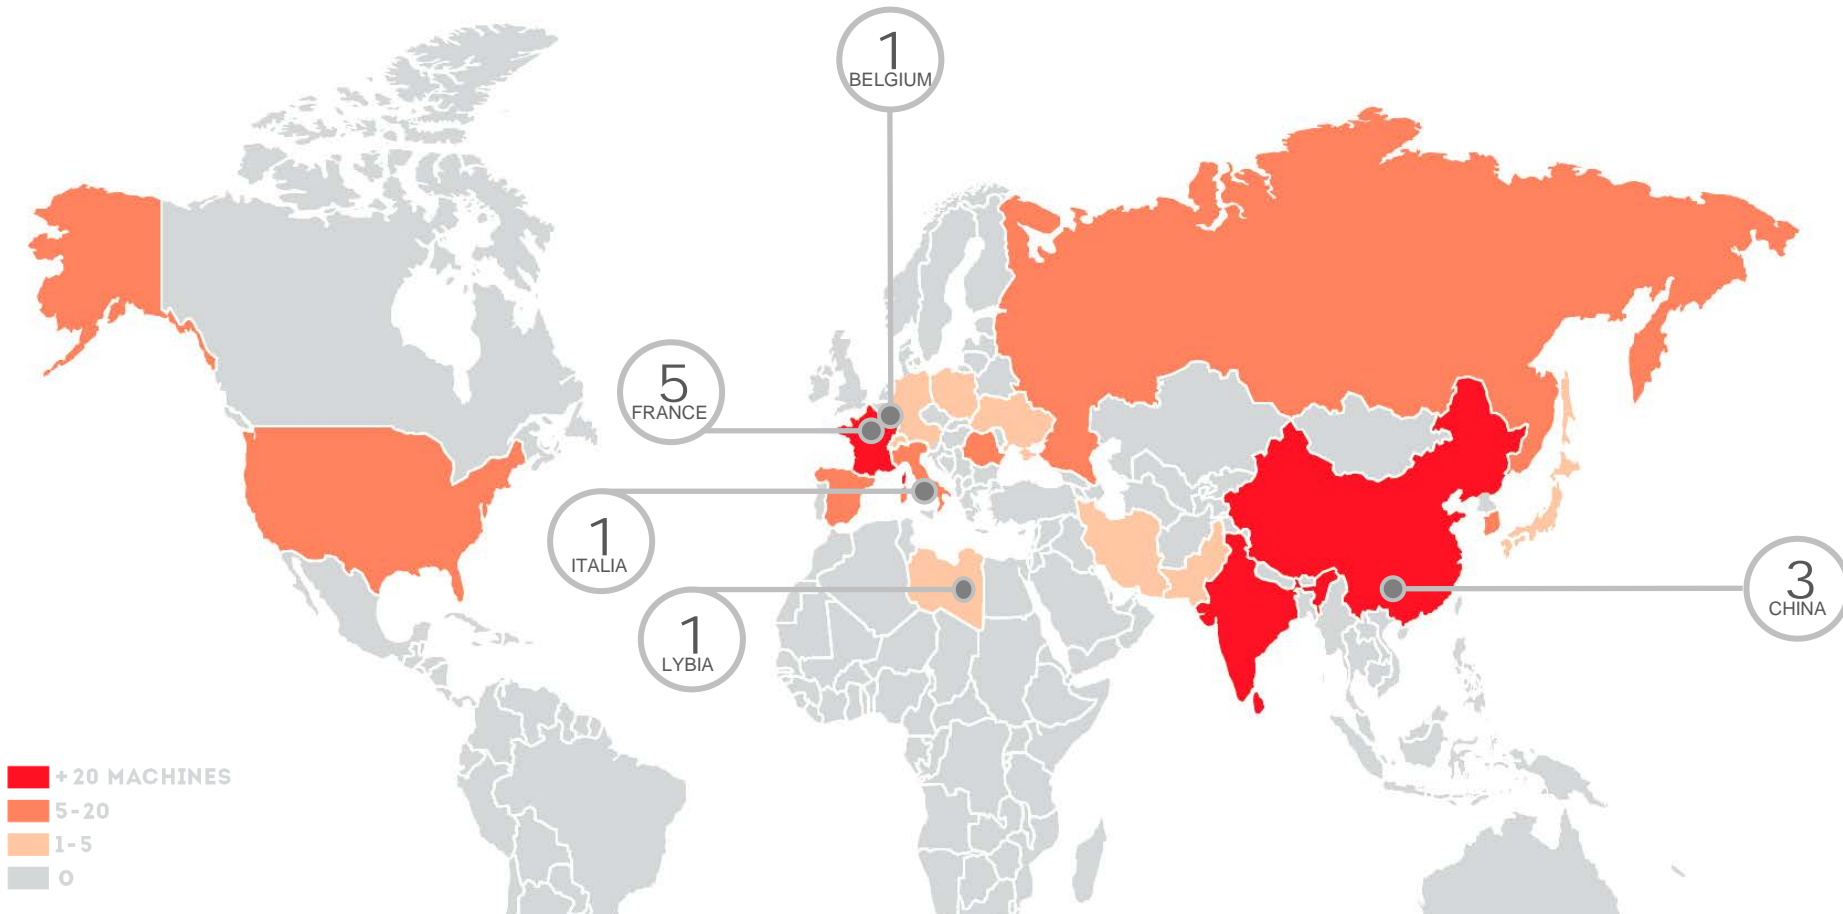 1
BELGIUM
5
FRANCE
1
ITALIA
1
LYBIA
3
CHINA
+20 MACHINES
5-20
1-5
0